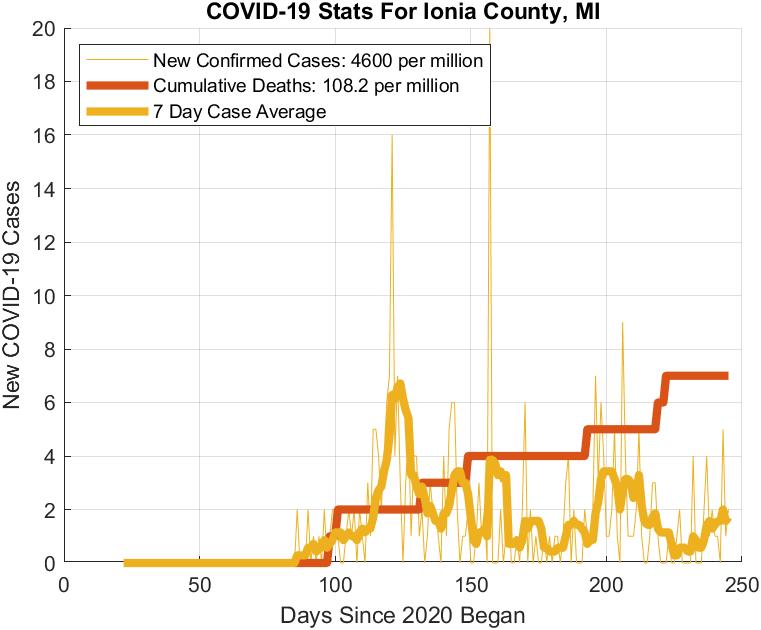 COVID-19 Stats For Ionia County, MI
New Confirmed Cases: 4600 per million
Cumulative Deaths: 108.2 per million
7 Day Case Average
New COVID-19 Cases
20
18
16
14
12
10
8
6
4
2
0
0 50 100 150 200 250
Days Since 2020 Began